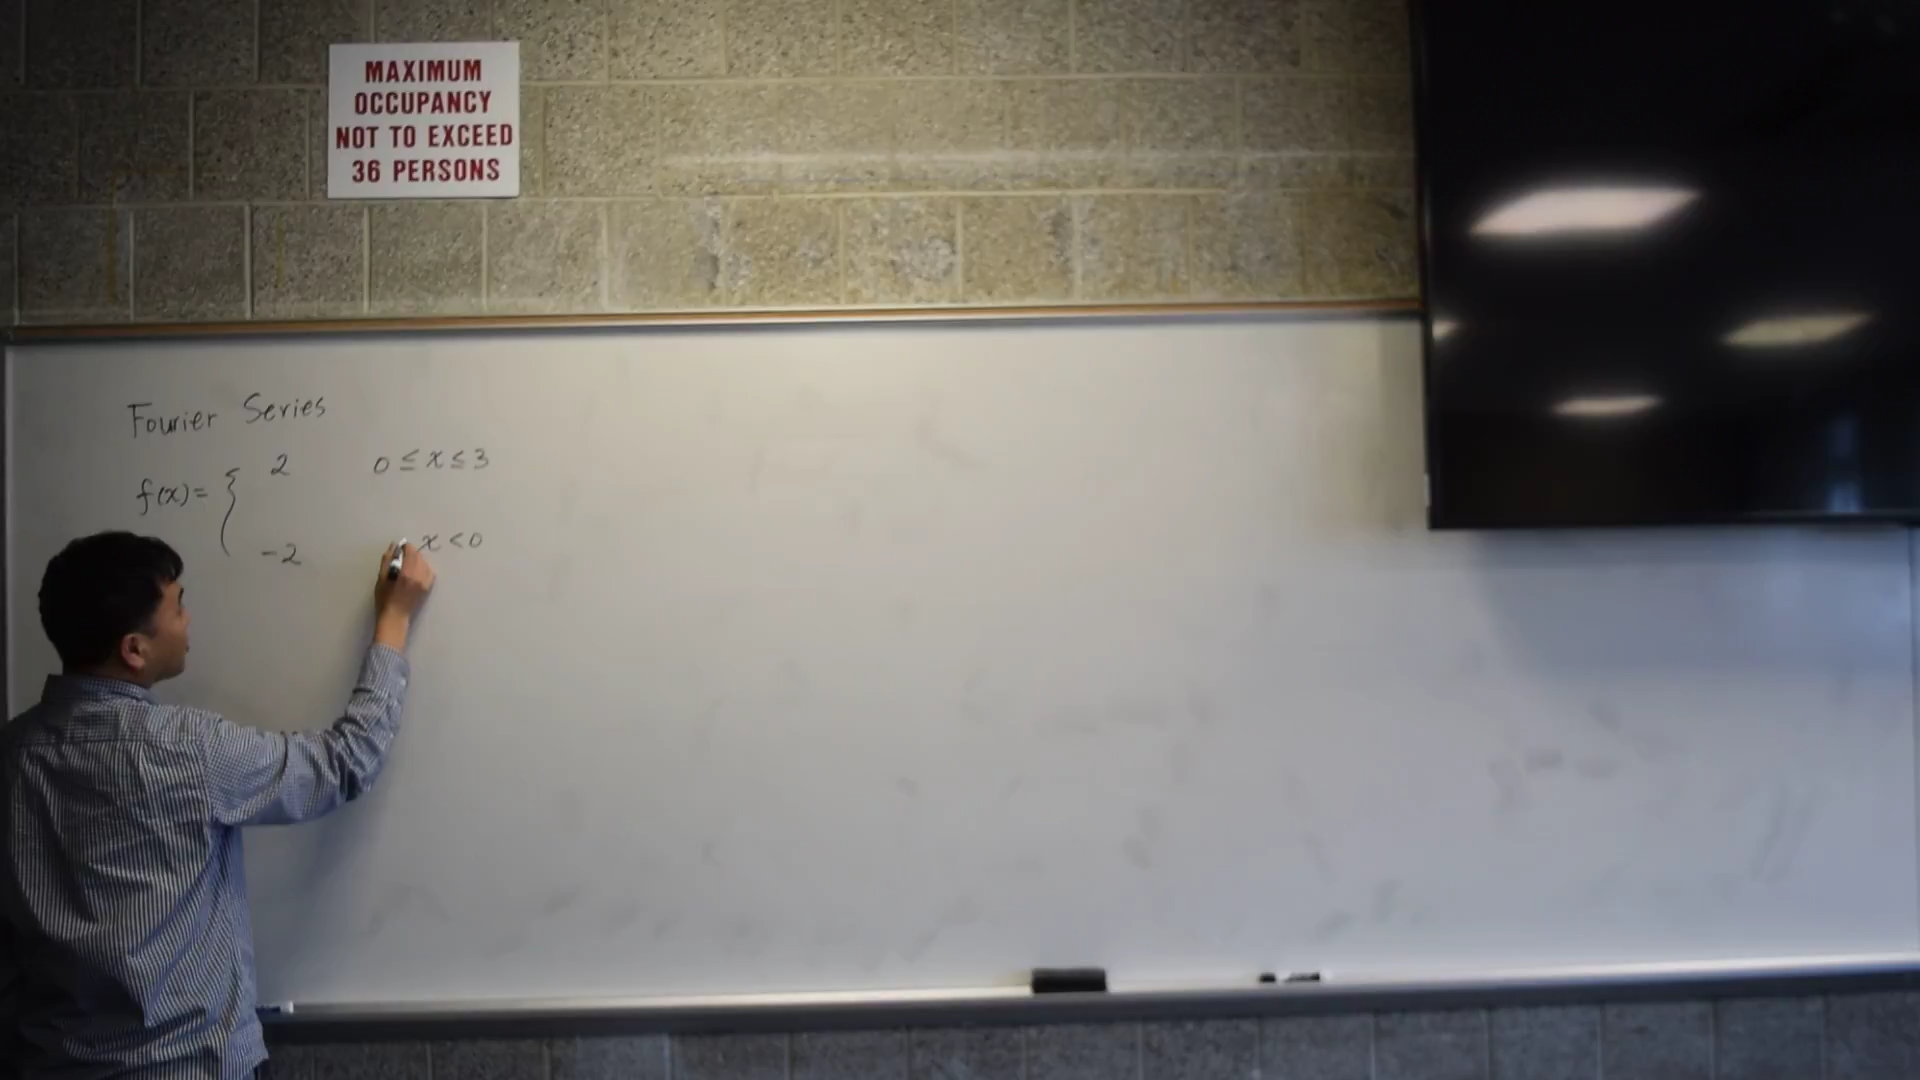 MAXIMUM
OCCUPANCY
NOT TO EXCEED
36 PERSONS
Fourier Series
f(x) = { 2 0 ≤ x ≤ 3
-2 x < 0